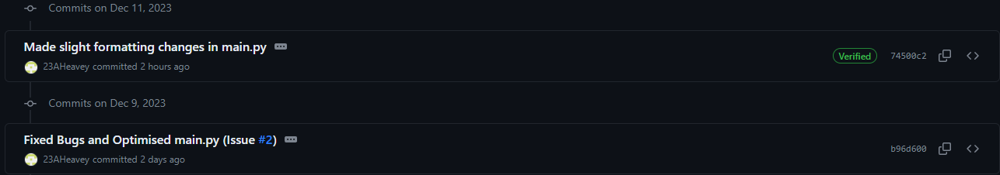 Commits on Dec 11, 2023
Made slight formatting changes in main.py
23AHeavey committed 2 hours ago
Verified 74500c2
Commits on Dec 9, 2023
Fixed Bugs and Optimised main.py (Issue #2)
23AHeavey committed 2 days ago
b96d600